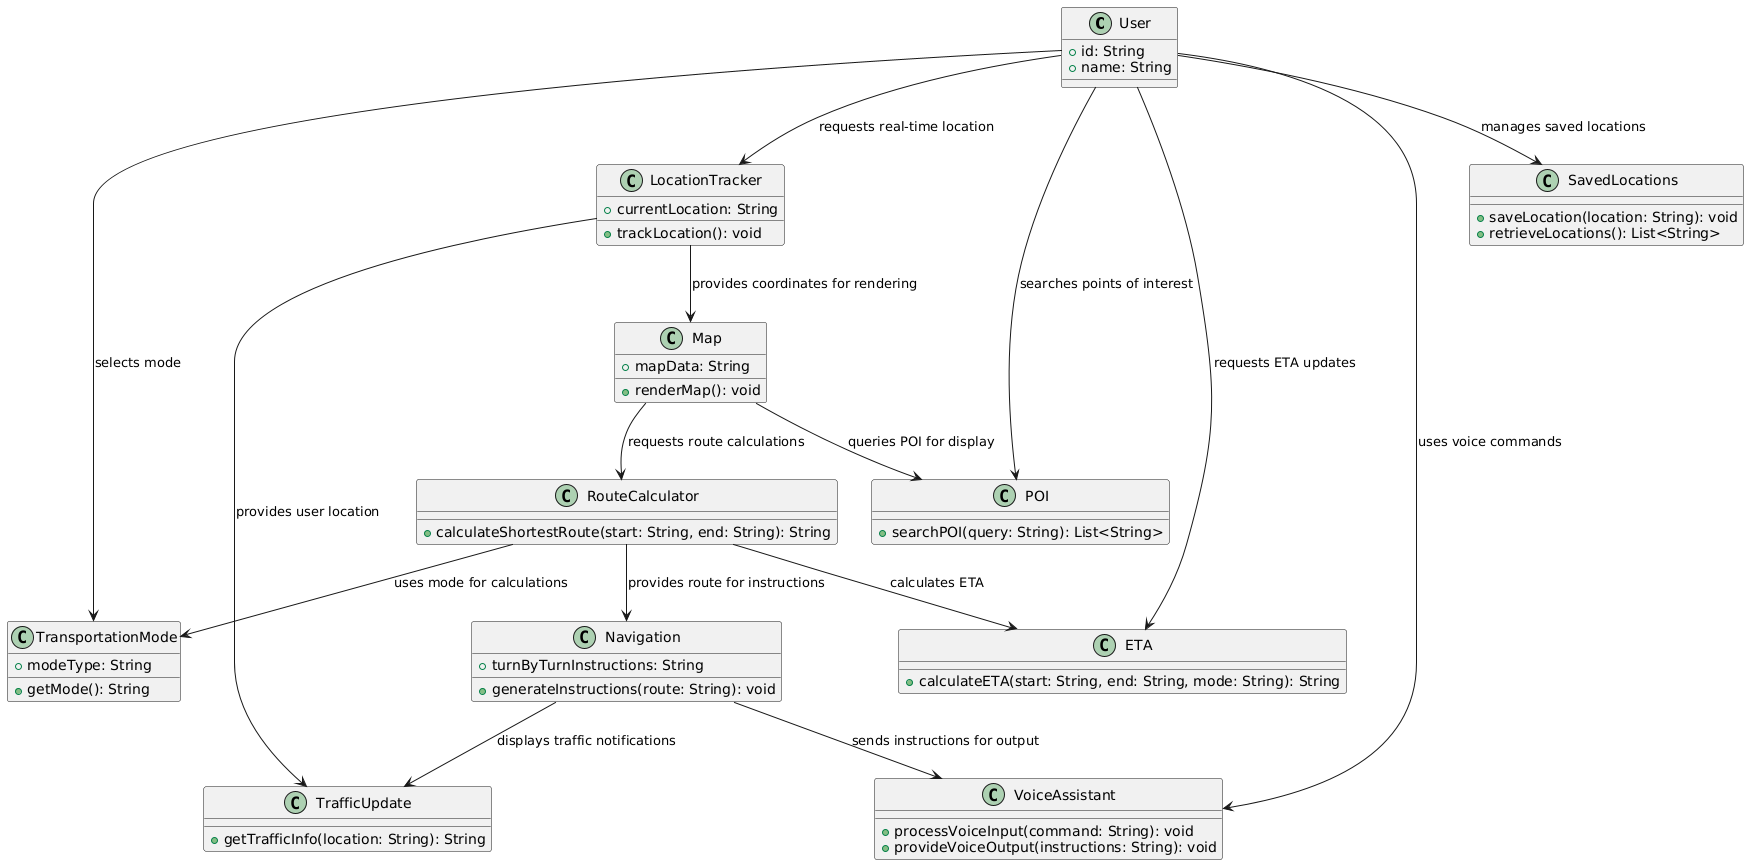 C User
id: String
name: String
requests real-time location
manages saved locations
C LocationTracker
currentLocation: String
trackLocation(): void
C SavedLocations
saveLocation(location: String): void
retrieveLocations(): List<String>
provides coordinates for rendering
searches points of interest
C Map
mapData: String
renderMap(): void
selects mode
requests ETA updates
requests route calculations
queries POI for display
uses voice commands
provides user location
C RouteCalculator
calculateShortestRoute(start: String, end: String): String
C POI
searchPOI(query: String): List<String>
uses mode for calculations
provides route for instructions
calculates ETA
C TransportationMode
modeType: String
getMode(): String
C Navigation
turnByTurnInstructions: String
generateInstructions(route: String): void
C ETA
calculateETA(start: String, end: String, mode: String): String
displays traffic notifications
sends instructions for output
C TrafficUpdate
getTrafficInfo(location: String): String
C VoiceAssistant
processVoiceInput(command: String): void
provideVoiceOutput(instructions: String): void